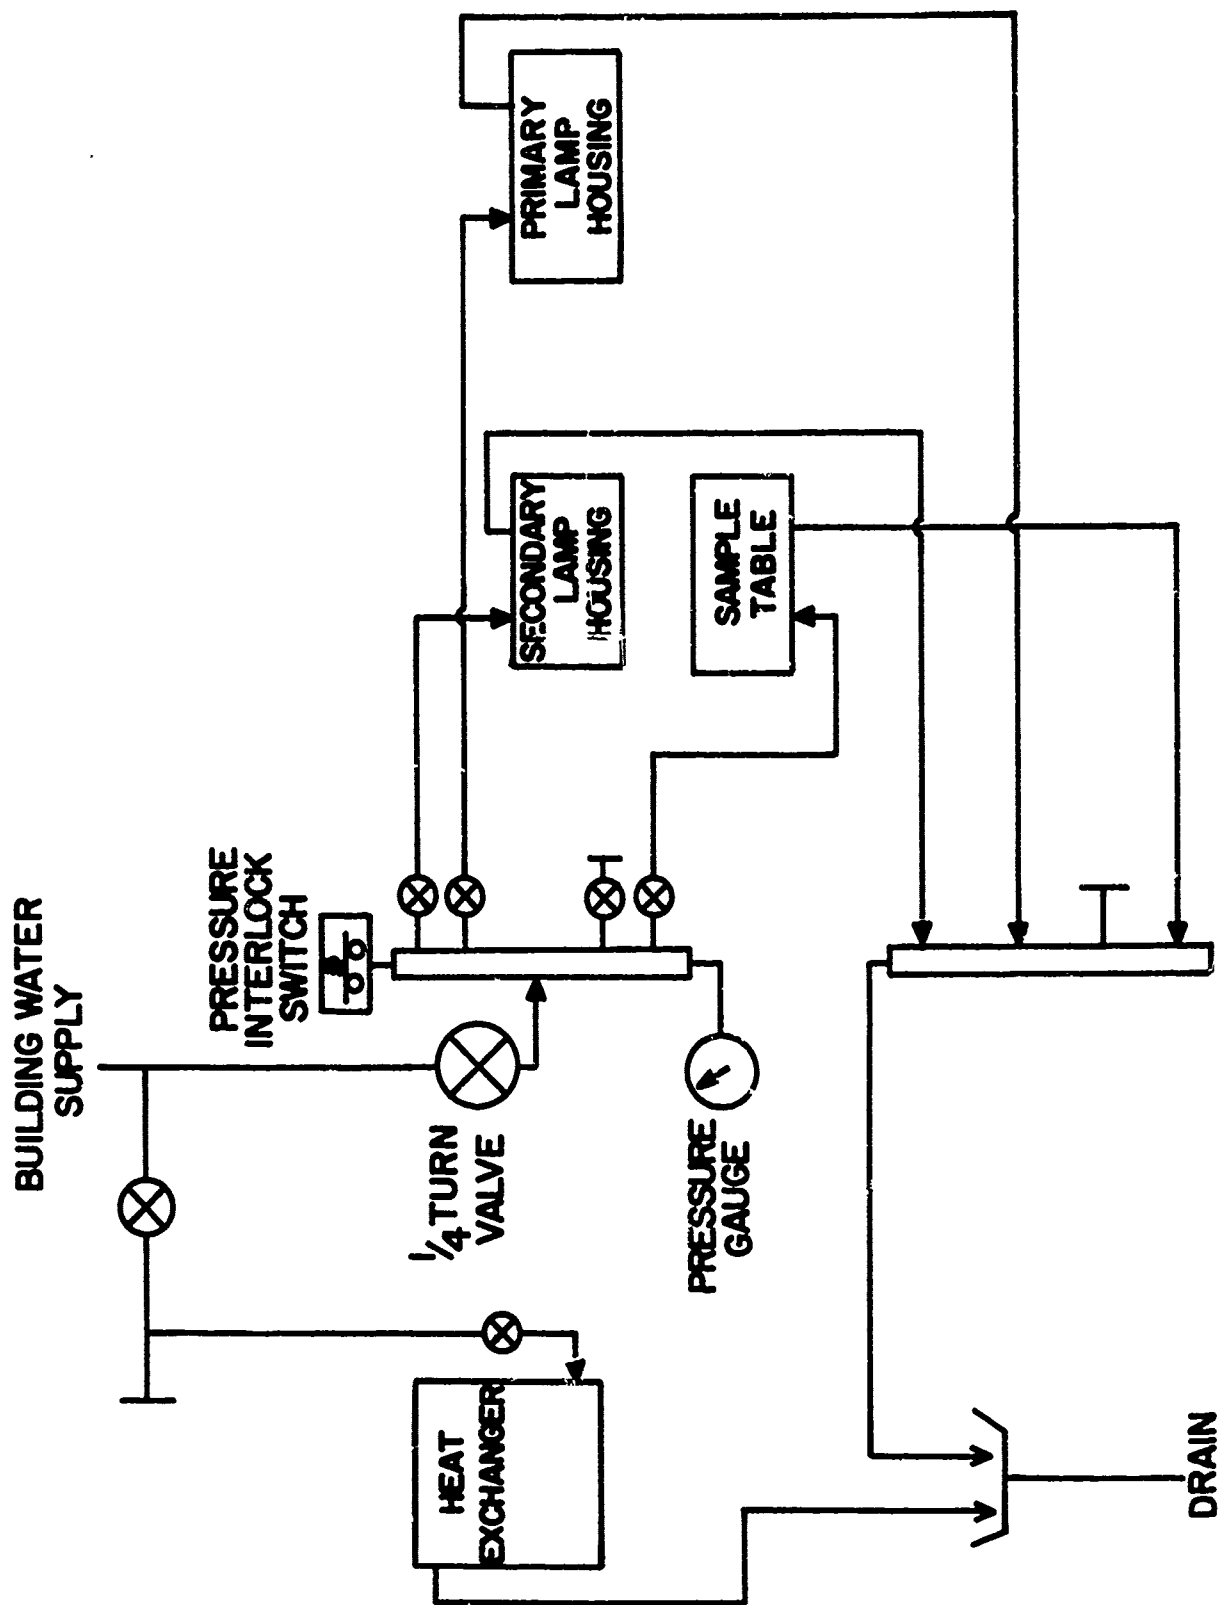 BUILDING WATER
SUPPLY
PRESSURE
INTERLOCK
SWITCH
1/4 TURN
VALVE
PRESSURE
GAUGE
HEAT
EXCHANGER
SECONDARY
LAMP
HOUSING
PRIMARY
LAMP
HOUSING
SAMPLE
TABLE
DRAIN